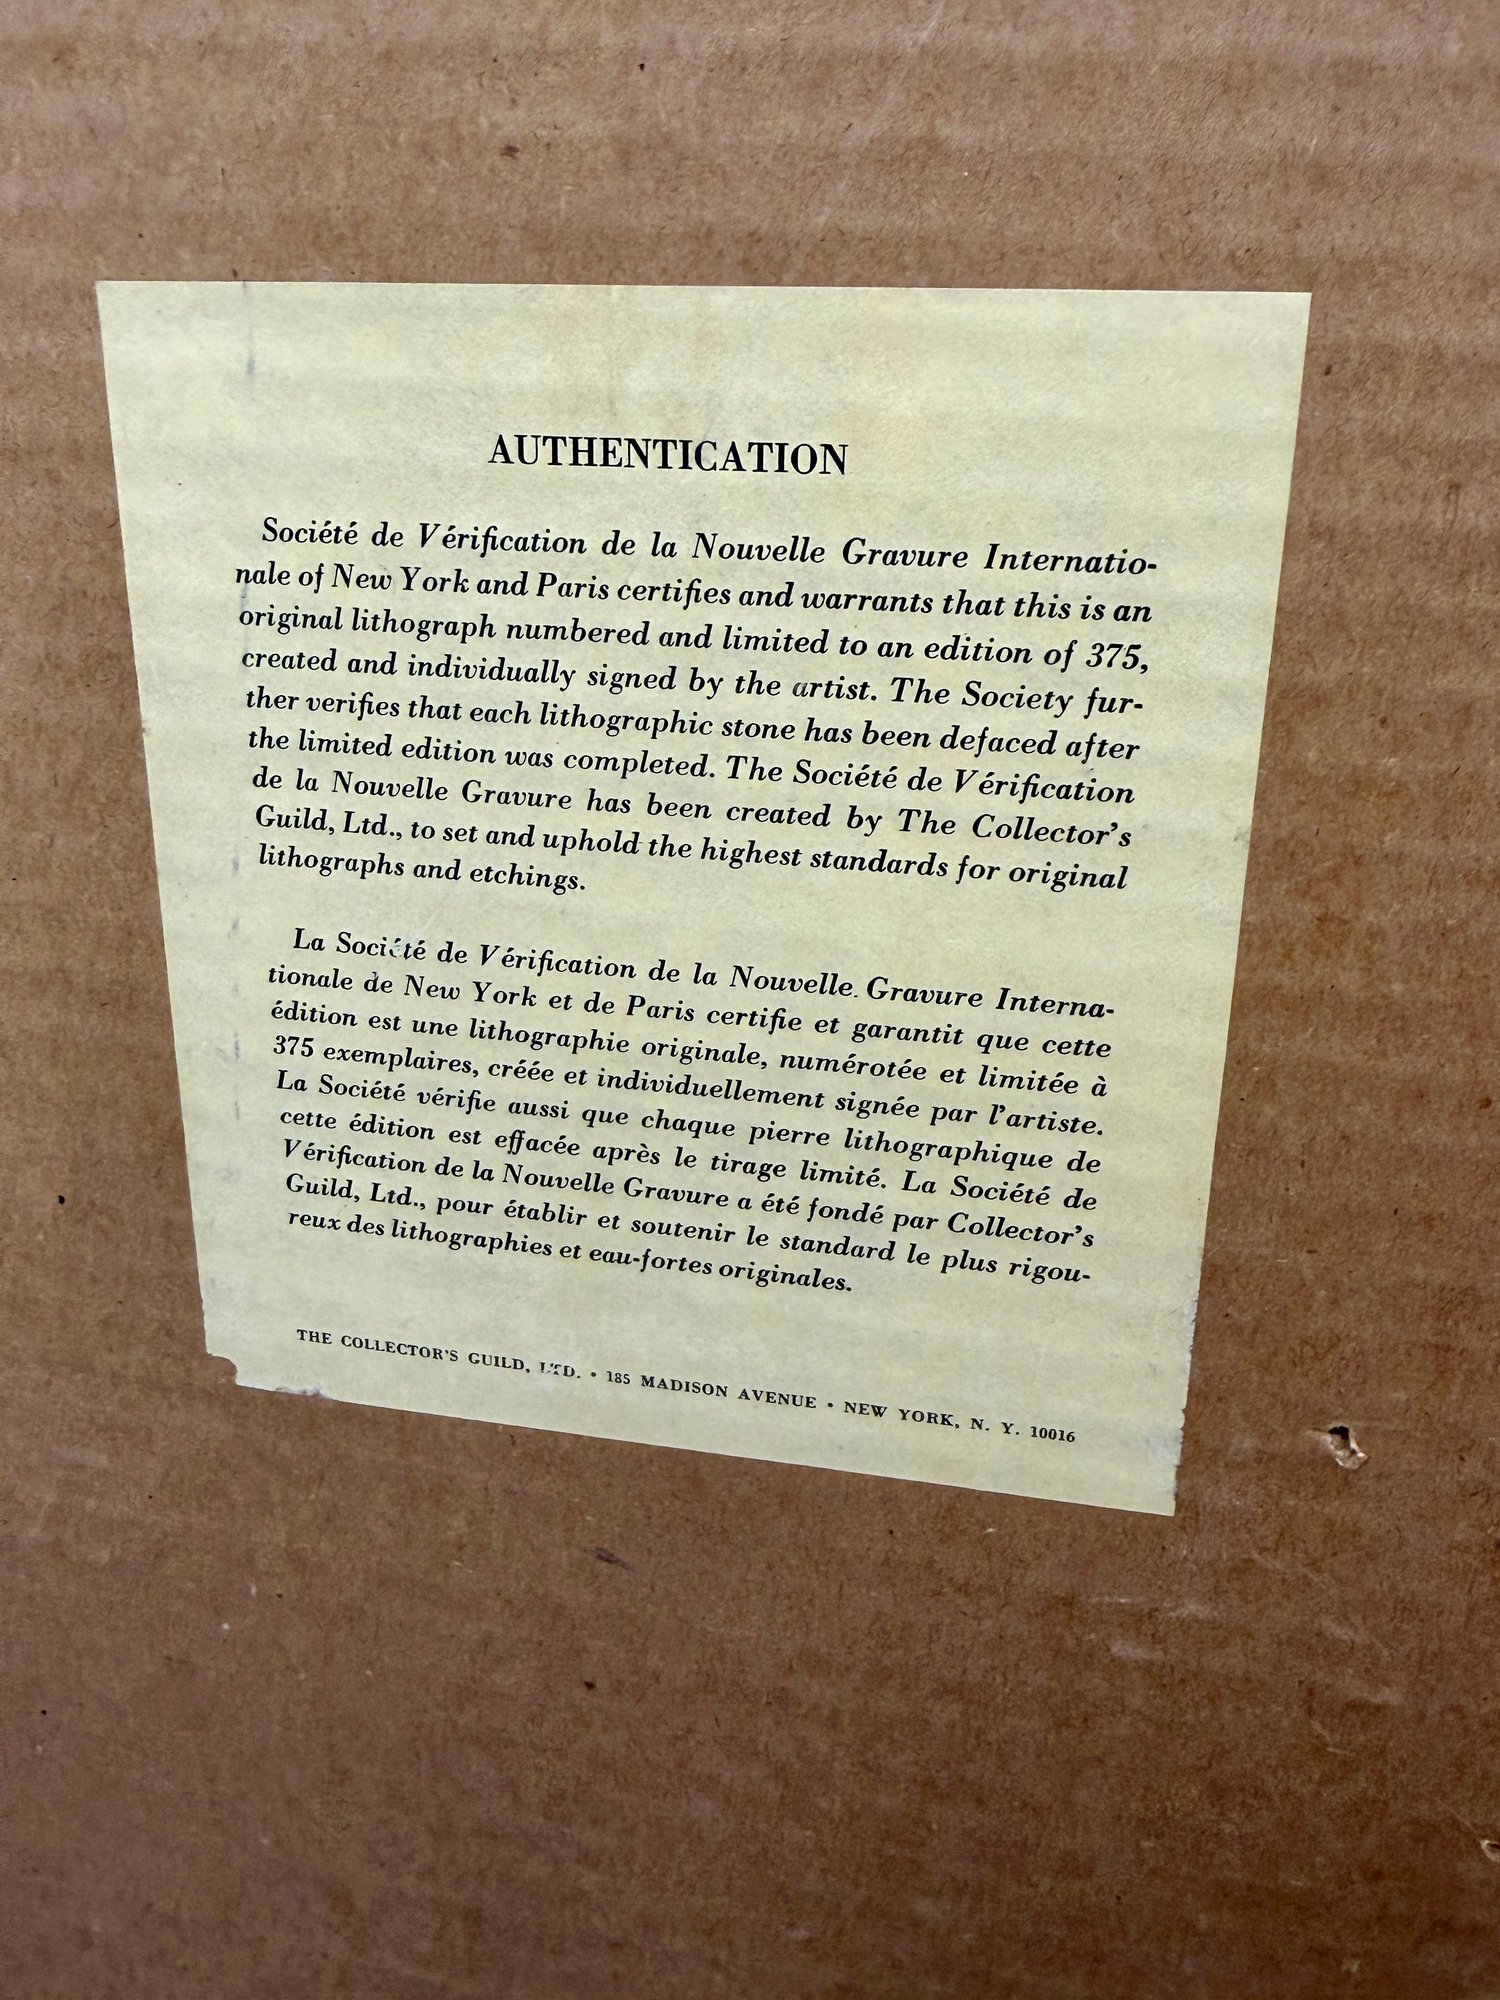 AUTHENTICATION
Société de Vérification de la Nouvelle Gravure Internatio-
nale of New York and Paris certifies and warrants that this is an
original lithograph numbered and limited to an edition of 375,
created and individually signed by the artist. The Society fur-
ther verifies that each lithographic stone has been defaced after
the limited edition was completed. The Société de Vérification
de la Nouvelle Gravure has been created by The Collector's
Guild, Ltd., to set and uphold the highest standards for original
lithographs and etchings.
La Société de Vérification de la Nouvelle Gravure Interna-
tionale de New York et de Paris certifie et garantit que cette
édition est une lithographie originale, numérotée et limitée à
375 exemplaires, créée et individuellement signée par l'artiste.
La Société vérifie aussi que chaque pierre lithographique de
cette édition est effacée après le tirage limité. La Société de
Vérification de la Nouvelle Gravure a été fondé par Collector's
Guild, Ltd., pour établir et soutenir le standard le plus rigou-
reux des lithographies et eau-fortes originales.
THE COLLECTOR'S GUILD, LTD. • 185 MADISON AVENUE • NEW YORK, N. Y. 10016